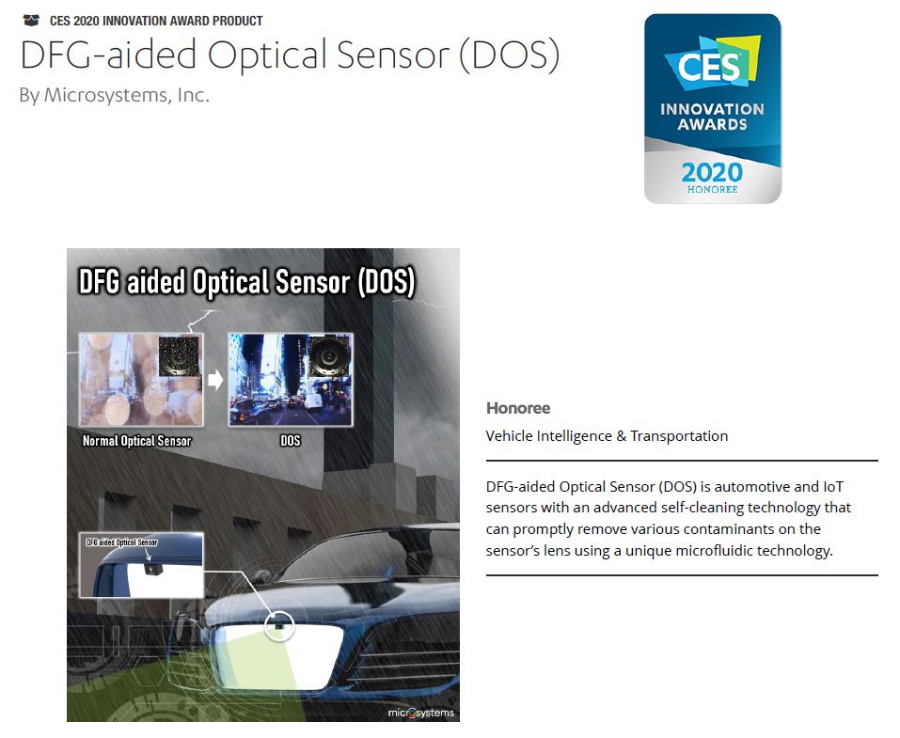 CES 2020 INNOVATION AWARD PRODUCT
DFG-aided Optical Sensor (DOS)
By Microsystems, Inc.
CES
INNOVATION
AWARDS
2020
HONOREE
DFG aided Optical Sensor (DOS)
Normal Optical Sensor
DOS
DFG aided Optical Sensor
microsystems
Honoree
Vehicle Intelligence & Transportation
DFG-aided Optical Sensor (DOS) is automotive and IoT
sensors with an advanced self-cleaning technology that
can promptly remove various contaminants on the
sensor's lens using a unique microfluidic technology.